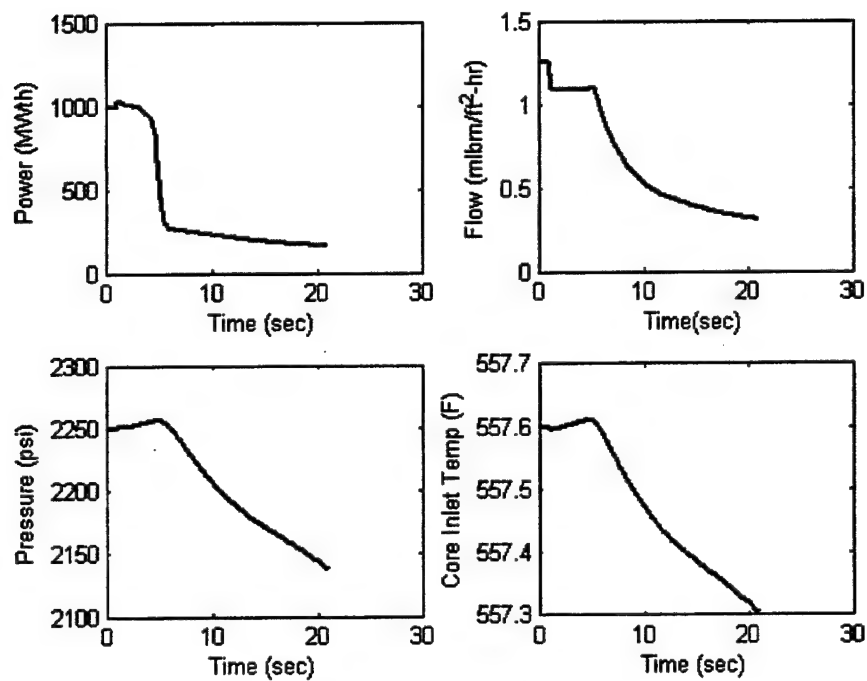 1500
1000
500
0
Power (MWth)
0 10 20 30
Time (sec)
1.5
1
0.5
0
Flow (mlbm/ft²-hr)
0 10 20 30
Time(sec)
2300
2250
2200
2150
2100
Pressure (psi)
0 10 20 30
Time (sec)
557.7
557.6
557.5
557.4
557.3
Core Inlet Temp (F)
0 10 20 30
Time (sec)